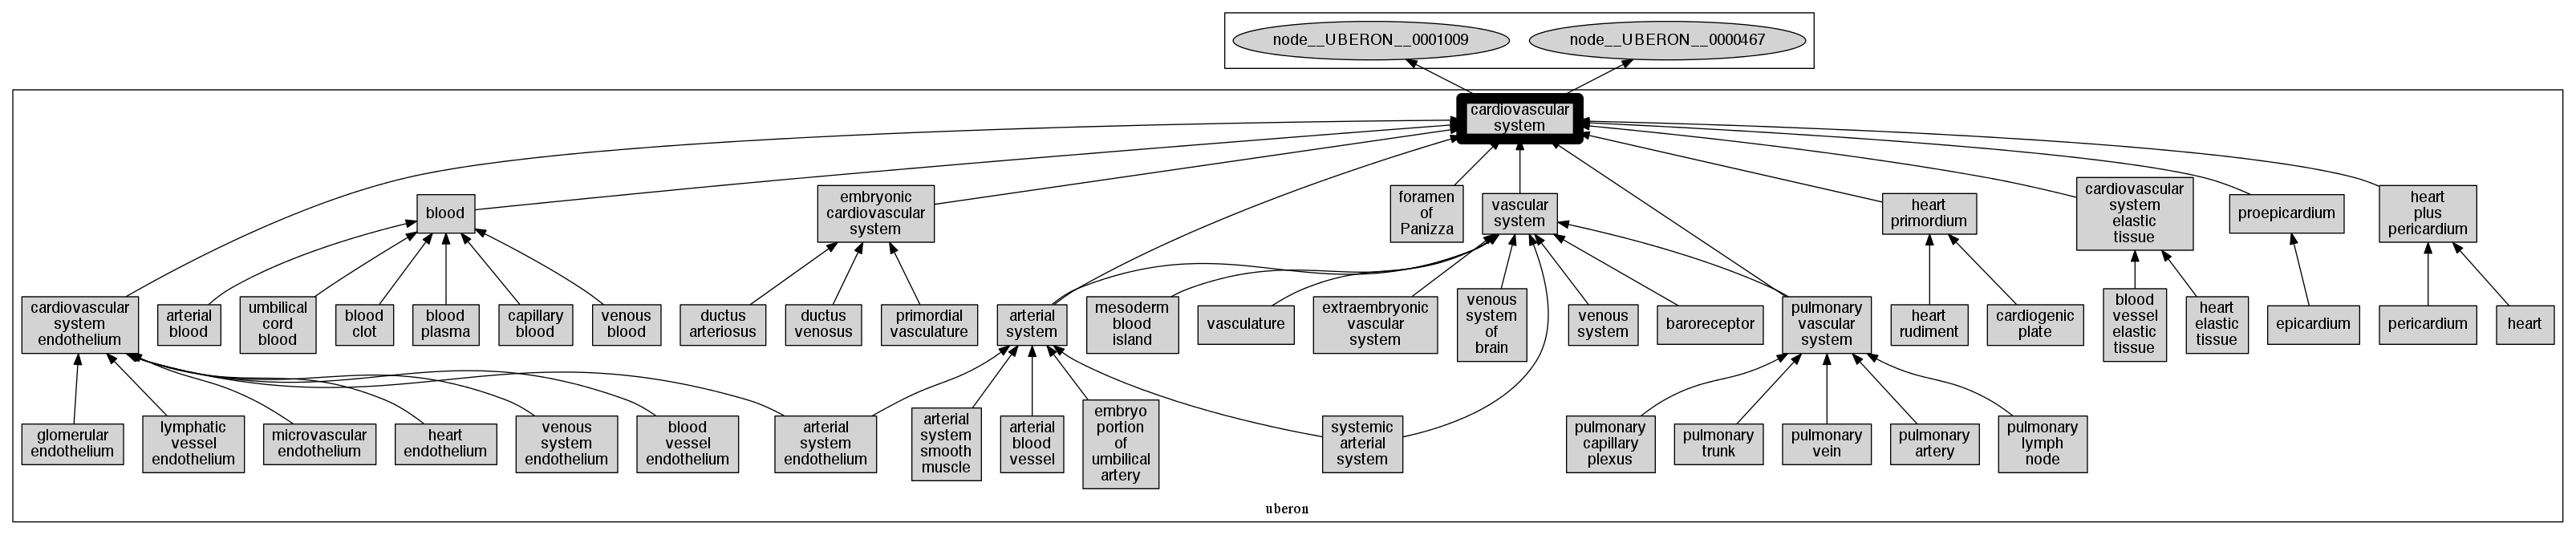 node__UBERON__0001009
node__UBERON__0000467
cardiovascular
system
blood
embryonic
cardiovascular
system
foramen
of
Panizza
vascular
system
heart
primordium
cardiovascular
system
elastic
tissue
proepicardium
heart
plus
pericardium
cardiovascular
system
endothelium
arterial
blood
umbilical
cord
blood
blood
clot
blood
plasma
capillary
blood
venous
blood
ductus
arteriosus
ductus
venosus
primordial
vasculature
arterial
system
mesoderm
blood
island
vasculature
extraembryonic
vascular
system
venous
system
of
brain
venous
system
baroreceptor
pulmonary
vascular
system
heart
rudiment
cardiogenic
plate
blood
vessel
elastic
tissue
heart
elastic
tissue
epicardium
pericardium
heart
glomerular
endothelium
lymphatic
vessel
endothelium
microvascular
endothelium
heart
endothelium
venous
system
endothelium
blood
vessel
endothelium
arterial
system
endothelium
arterial
system
smooth
muscle
arterial
blood
vessel
embryo
portion
of
umbilical
artery
systemic
arterial
system
pulmonary
capillary
plexus
pulmonary
trunk
pulmonary
vein
pulmonary
artery
pulmonary
lymph
node
uberon